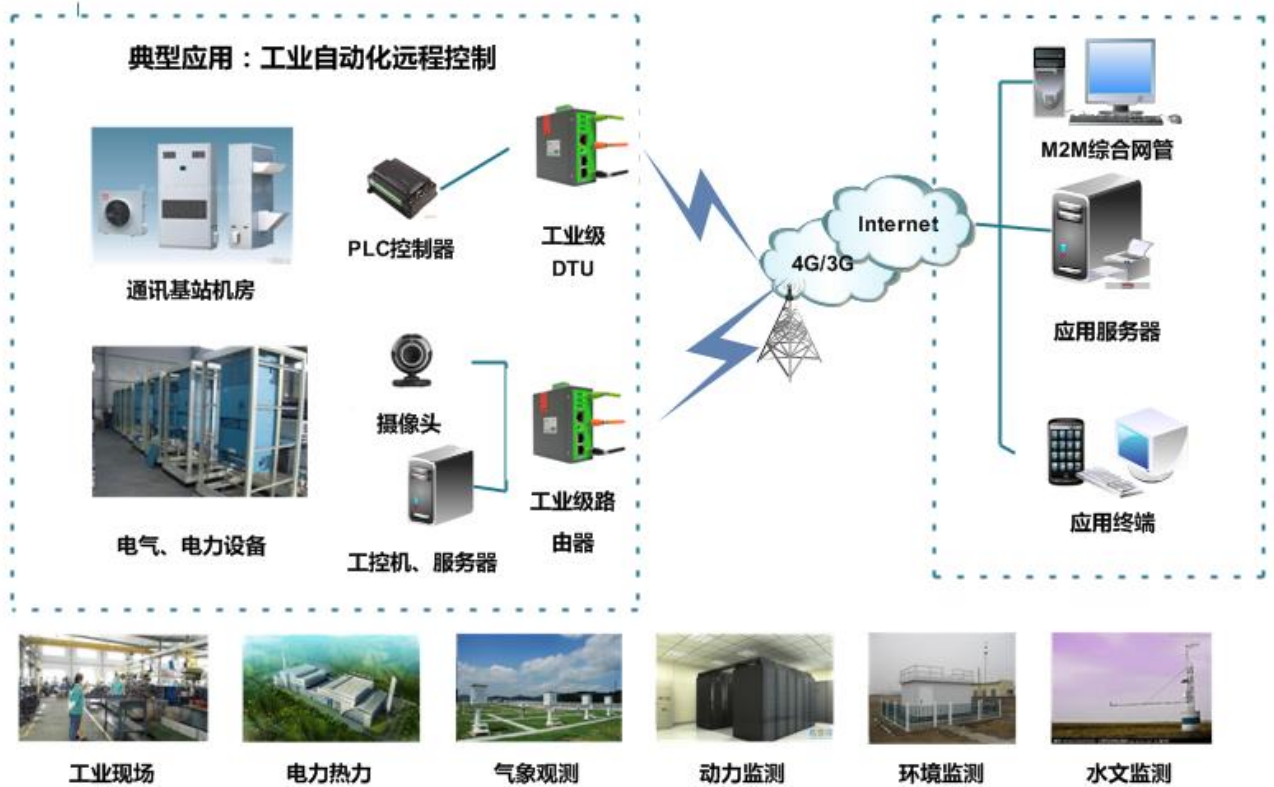 典型应用：工业自动化远程控制
通讯基站机房
PLC控制器
工业级
DTU
电气、电力设备
摄像头
工控机、服务器
工业级路
由器
4G/3G
Internet
M2M综合网管
应用服务器
应用终端
工业现场
电力热力
气象观测
动力监测
环境监测
水文监测